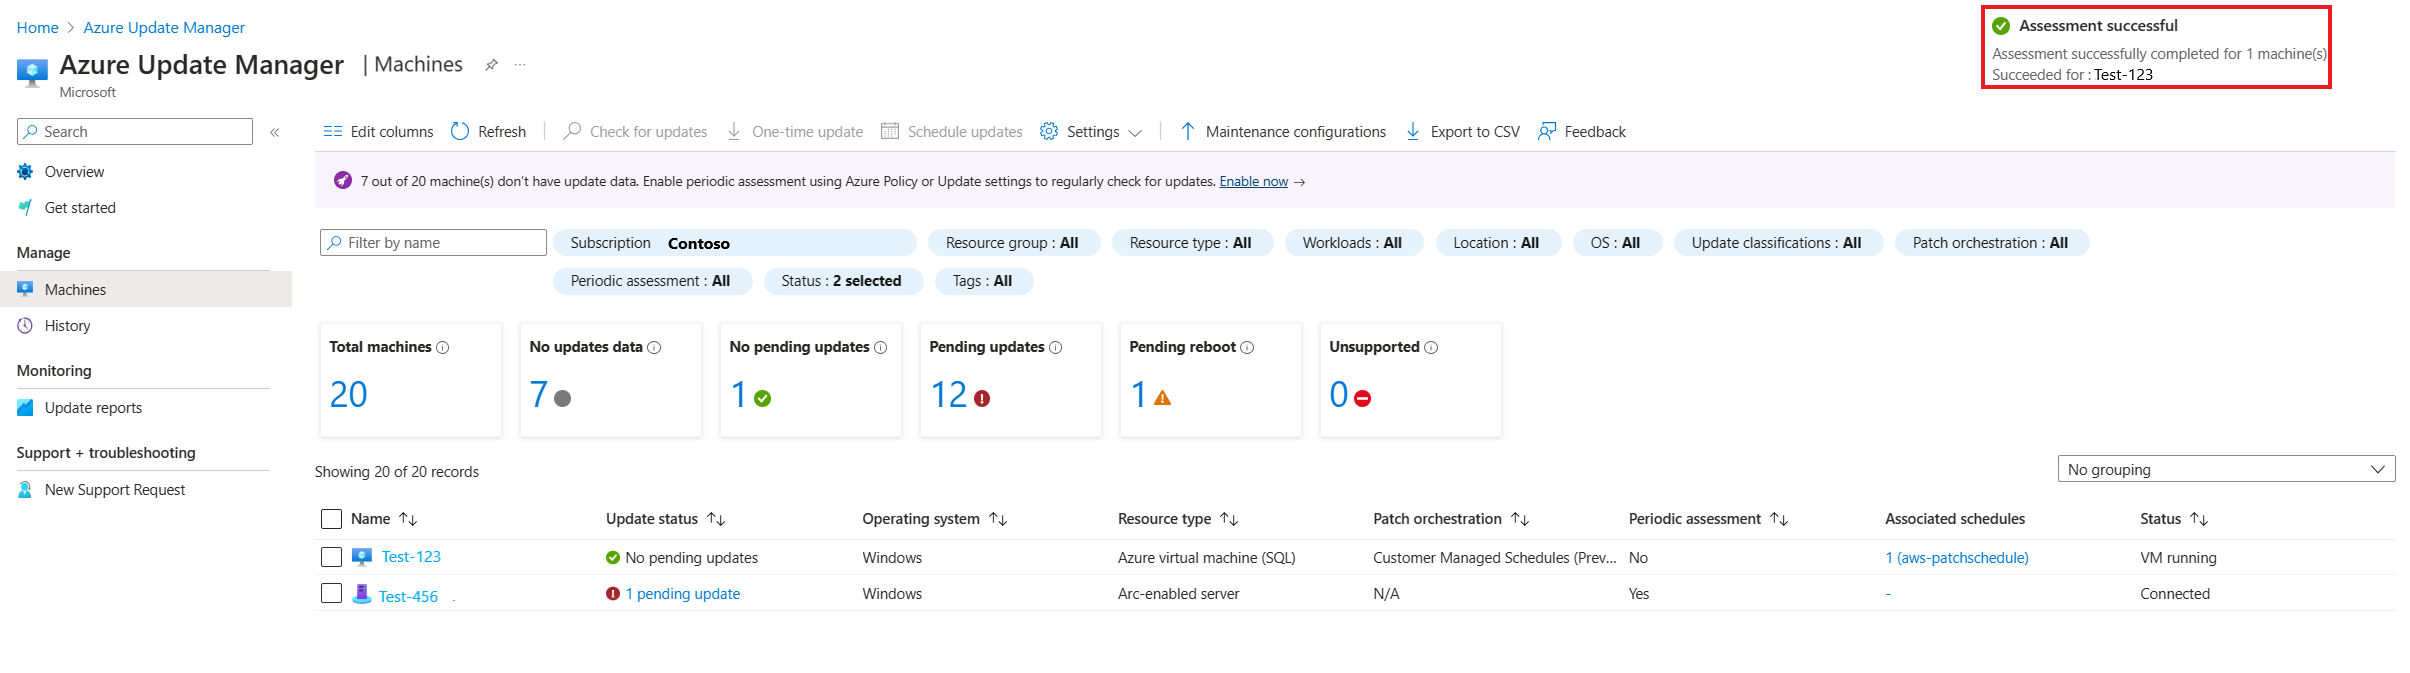 Home > Azure Update Manager
Assessment successful
Assessment successfully completed for 1 machine(s)
Succeeded for : Test-123
Azure Update Manager | Machines ...
Microsoft
Search «
Edit columns Refresh Check for updates One-time update Schedule updates Settings Maintenance configurations Export to CSV Feedback
Overview
Get started
Manage
Machines
History
Monitoring
Update reports
Support + troubleshooting
New Support Request
7 out of 20 machine(s) don't have update data. Enable periodic assessment using Azure Policy or Update settings to regularly check for updates. Enable now →
Filter by name Subscription Contoso Resource group : All Resource type : All Workloads : All Location : All OS : All Update classifications : All Patch orchestration : All
Periodic assessment : All Status : 2 selected Tags : All
Total machines No updates data No pending updates Pending updates Pending reboot Unsupported
20 7 1 12 1 0
Showing 20 of 20 records
No grouping
Name ↑↓ Update status ↑↓ Operating system ↑↓ Resource type ↑↓ Patch orchestration ↑↓ Periodic assessment ↑↓ Associated schedules Status ↑↓
Test-123 No pending updates Windows Azure virtual machine (SQL) Customer Managed Schedules (Prev... No 1 (aws-patchschedule) VM running
Test-456 . 1 pending update Windows Arc-enabled server N/A Yes - Connected